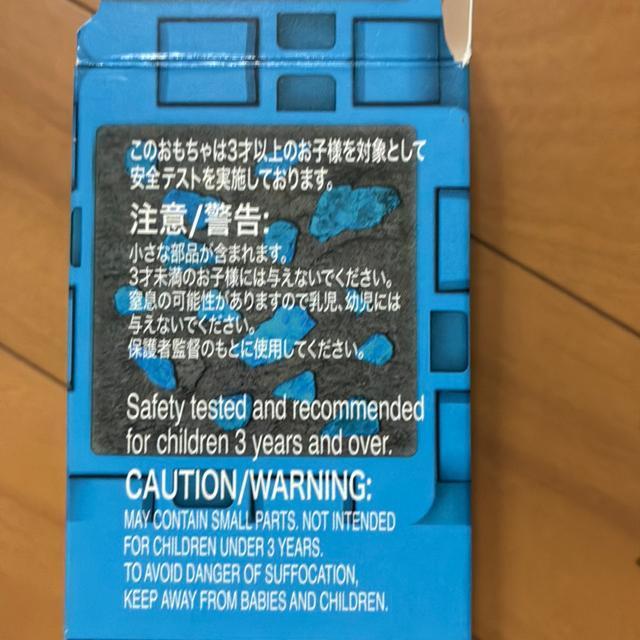 このおもちゃは3才以上のお子様を対象として
安全テストを実施しております。
注意/警告:
小さな部品が含まれます。
3才未満のお子様には与えないでください。
窒息の可能性がありますので乳児、幼児には
与えないでください。
保護者監督のもとに使用してください。
Safety tested and recommended
for children 3 years and over.
CAUTION/WARNING:
MAY CONTAIN SMALL PARTS. NOT INTENDED
FOR CHILDREN UNDER 3 YEARS.
TO AVOID DANGER OF SUFFOCATION,
KEEP AWAY FROM BABIES AND CHILDREN.